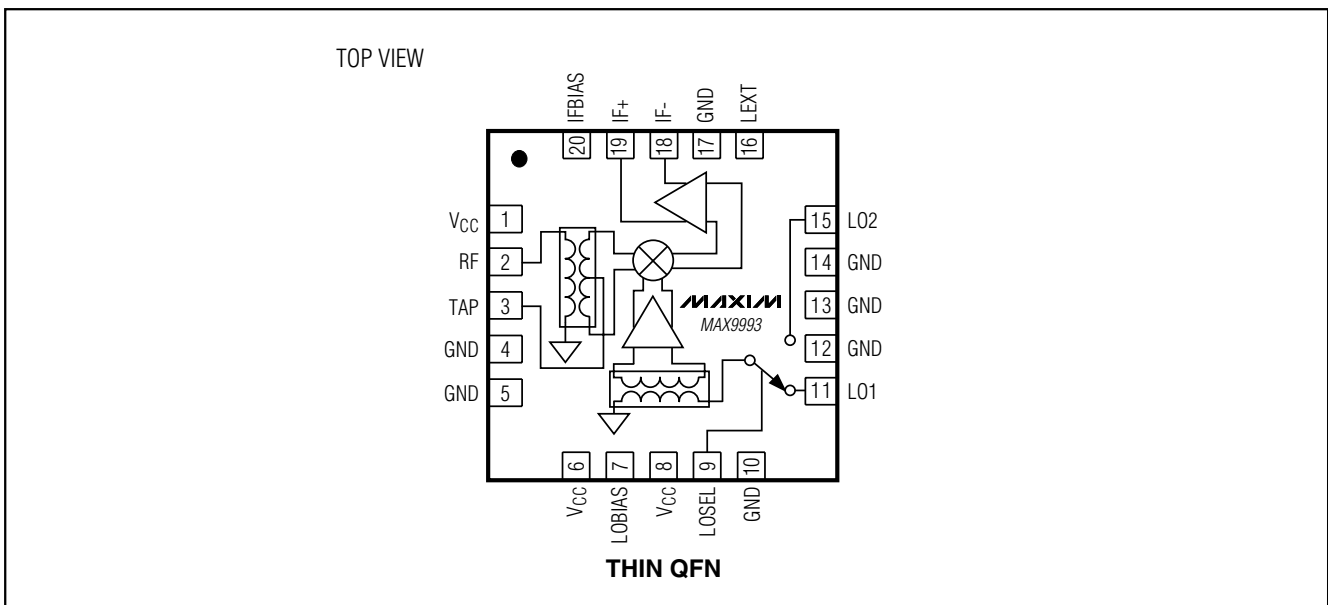 TOP VIEW
IFBIAS
IF+
IF-
GND
LEXT
20
19
18
17
16
VCC 1
RF 2
TAP 3
GND 4
GND 5
15 LO2
14 GND
13 GND
12 GND
11 LO1
MAXIM
MAX9993
6
7
8
9
10
VCC
LOBIAS
VCC
LOSEL
GND
THIN QFN